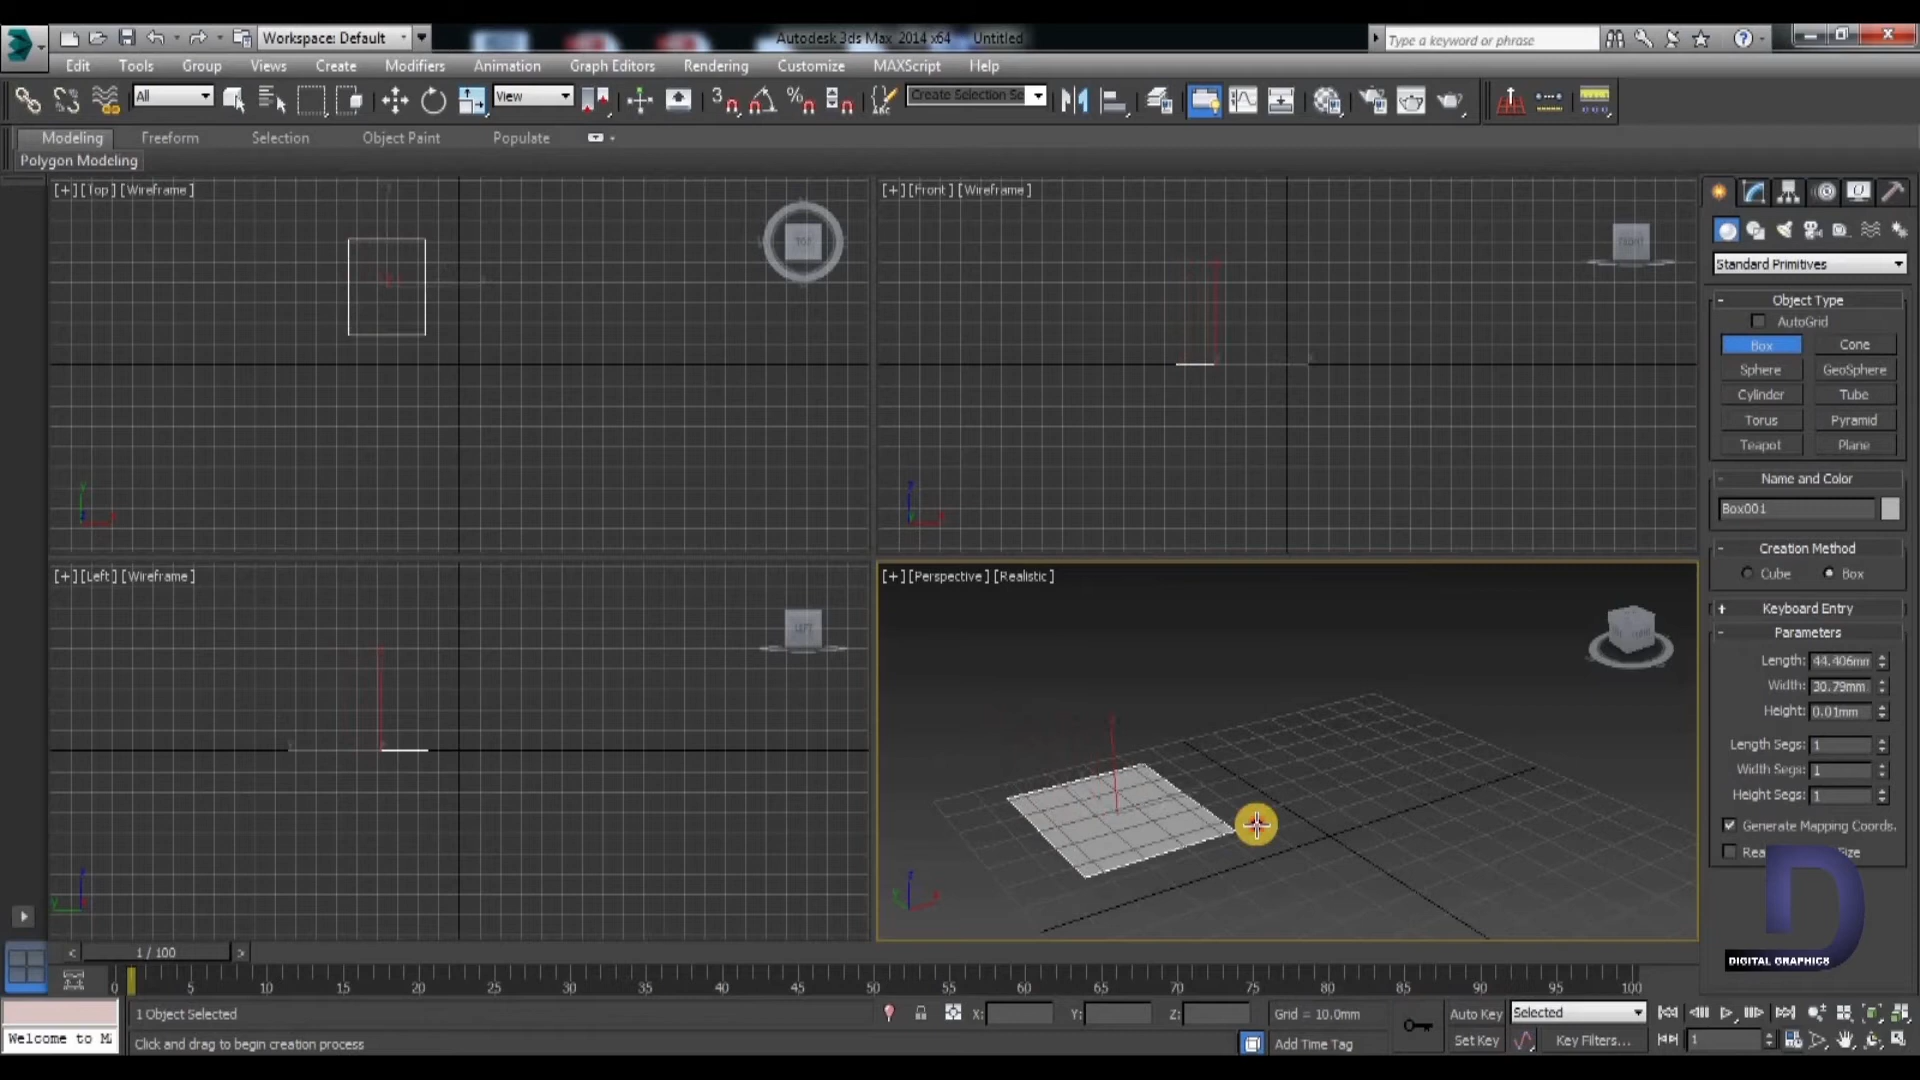 Workspace: Default
Autodesk 3ds Max 2014 x64 Untitled
Type a keyword or phrase
Edit Tools Group Views Create Modifiers Animation Graph Editors Rendering Customize MAXScript Help
All
View
Create Selection Se
Modeling Freeform Selection Object Paint Populate
Polygon Modeling
[+] [Top] [Wireframe]
TOP
[+] [Front] [Wireframe]
FRONT
[+] [Left] [Wireframe]
LEFT
[+] [Perspective] [Realistic]
Standard Primitives
Object Type
AutoGrid
Box Cone
Sphere GeoSphere
Cylinder Tube
Torus Pyramid
Teapot Plane
Name and Color
Box001
Creation Method
Cube Box
Keyboard Entry
Parameters
Length: 44.406mm
Width: 30.79mm
Height: 0.01mm
Length Segs: 1
Width Segs: 1
Height Segs: 1
Generate Mapping Coords.
D
DIGITAL GRAPHICS
< 1 / 100 >
0 5 10 15 20 25 30 35 40 45 50 55 60 65 70 75 80 85 90 95 100
1 Object Selected
X: Y: Z: Grid = 10.0mm
Auto Key Selected
Welcome to M
Click and drag to begin creation process
Add Time Tag
Set Key Key Filters...
1